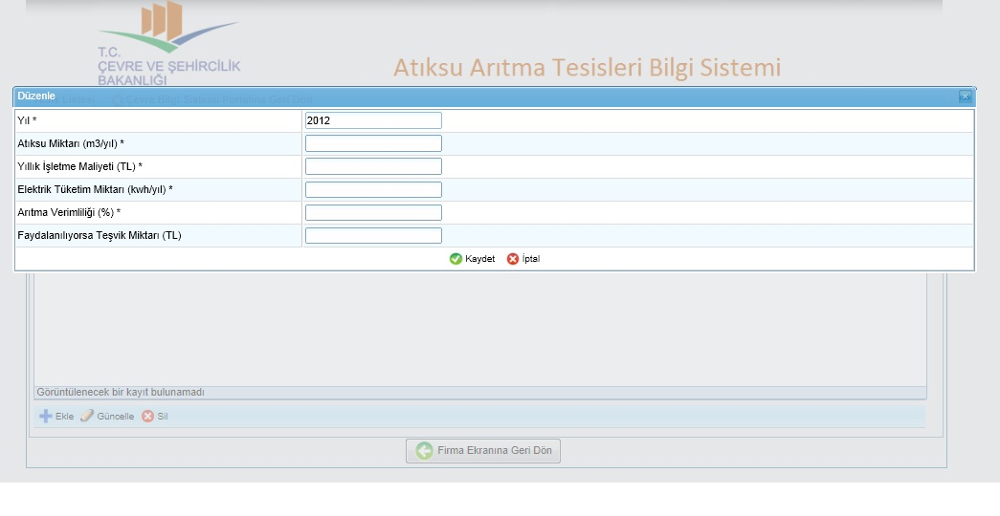 T.C.
ÇEVRE VE ŞEHİRCİLİK
BAKANLIĞI
Atıksu Arıtma Tesisleri Bilgi Sistemi
Düzenle
Çevre Bilgi Sistemi Portalına Geri Dön
Yıl * 2012
Atıksu Miktarı (m3/yıl) *
Yıllık İşletme Maliyeti (TL) *
Elektrik Tüketim Miktarı (kwh/yıl) *
Arıtma Verimliliği (%) *
Faydalanılıyorsa Teşvik Miktarı (TL)
Kaydet İptal
Görüntülenecek bir kayıt bulunamadı
Ekle Güncelle Sil
Firma Ekranına Geri Dön